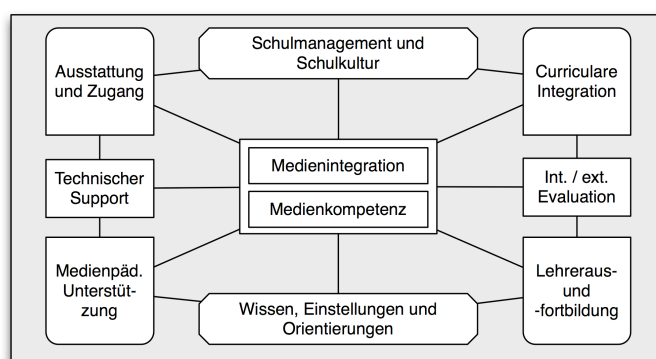 Ausstattung
und Zugang
Schulmanagement und
Schulkultur
Curriculare
Integration
Medienintegration
Technischer
Support
Int. / ext.
Evaluation
Medienkompetenz
Medienpäd.
Unterstüt-
zung
Wissen, Einstellungen und
Orientierungen
Lehreraus-
und
-fortbildung